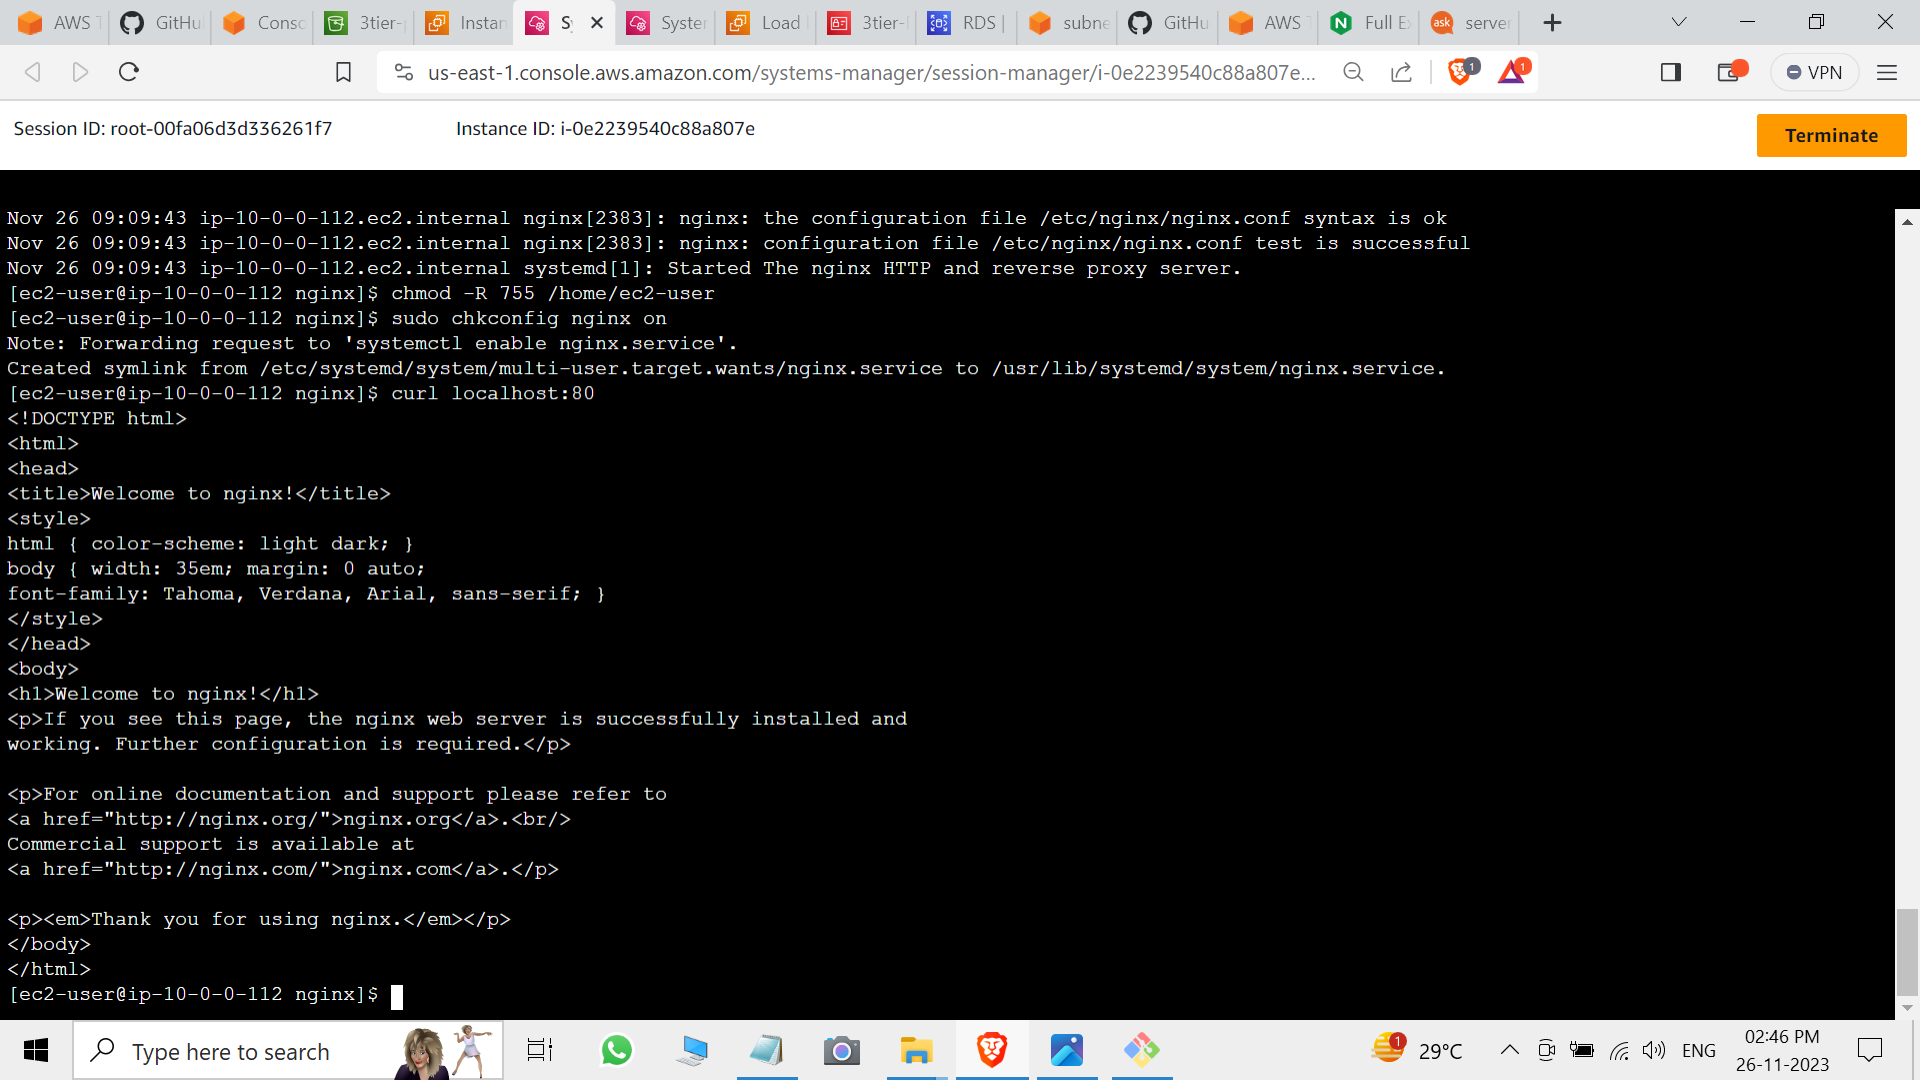 AWS T
GitHu
Conso
3tier-
Instan
Sy
System
Load
3tier-
RDS |
subne
GitHu
AWS T
Full Ex
server
us-east-1.console.aws.amazon.com/systems-manager/session-manager/i-0e2239540c88a807e...
1
1
VPN
Session ID: root-00fa06d3d336261f7
Instance ID: i-0e2239540c88a807e
Terminate
Nov 26 09:09:43 ip-10-0-0-112.ec2.internal nginx[2383]: nginx: the configuration file /etc/nginx/nginx.conf syntax is ok
Nov 26 09:09:43 ip-10-0-0-112.ec2.internal nginx[2383]: nginx: configuration file /etc/nginx/nginx.conf test is successful
Nov 26 09:09:43 ip-10-0-0-112.ec2.internal systemd[1]: Started The nginx HTTP and reverse proxy server.
[ec2-user@ip-10-0-0-112 nginx]$ chmod -R 755 /home/ec2-user
[ec2-user@ip-10-0-0-112 nginx]$ sudo chkconfig nginx on
Note: Forwarding request to 'systemctl enable nginx.service'.
Created symlink from /etc/systemd/system/multi-user.target.wants/nginx.service to /usr/lib/systemd/system/nginx.service.
[ec2-user@ip-10-0-0-112 nginx]$ curl localhost:80
<!DOCTYPE html>
<html>
<head>
<title>Welcome to nginx!</title>
<style>
html { color-scheme: light dark; }
body { width: 35em; margin: 0 auto;
font-family: Tahoma, Verdana, Arial, sans-serif; }
</style>
</head>
<body>
<h1>Welcome to nginx!</h1>
<p>If you see this page, the nginx web server is successfully installed and
working. Further configuration is required.</p>
<p>For online documentation and support please refer to
<a href="http://nginx.org/">nginx.org</a>.<br/>
Commercial support is available at
<a href="http://nginx.com/">nginx.com</a>.</p>
<p><em>Thank you for using nginx.</em></p>
</body>
</html>
[ec2-user@ip-10-0-0-112 nginx]$
Type here to search
1
29°C
ENG
02:46 PM
26-11-2023